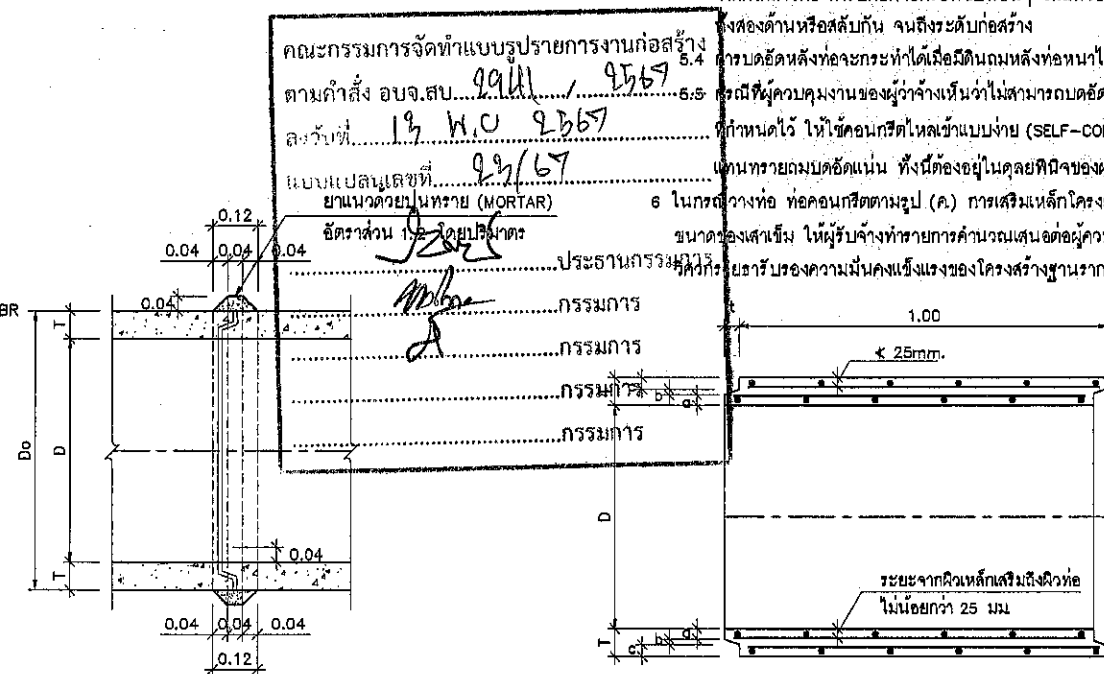 ทั้งสองด้านหรือสลับกัน จนถึงระดับก่อสร้าง
5.4 การบดอัดหลังท่อจะกระทำได้เมื่อมีดินถมหลังท่อหนาไ
5.5 กรณีที่ผู้ควบคุมงานของผู้ว่าจ้างเห็นว่าไม่สามารถบดอัด
ที่กำหนดไว้ ให้ใช้คอนกรีตไหลเข้าแบบง่าย (SELF-CO
แทนทรายถมบดอัดแน่น ทั้งนี้ต้องอยู่ในดุลยพินิจของผ
6 ในกรณีวางท่อ ท่อคอนกรีตตามรูป (ค.) การเสริมเหล็กโครง
ขนาดของเสาเข็ม ให้ผู้รับจ้างทำรายการคำนวณเสนอต่อผู้คว
รับรองความมั่นคงแข็งแรงของโครงสร้างฐานราก
คณะกรรมการจัดทำแบบรูปรายการงานก่อสร้าง
ตามคำสั่ง อบจ.สบ. / 2567
ลงวันที่ 13 พ.ย 2567
แบบแปลนเลขที่ 23/67
ประธานกรรมการ
กรรมการ
กรรมการ
กรรมการ
กรรมการ
ยาแนวด้วยปูนทราย (MORTAR)
อัตราส่วน 1:2 โดยปริมาตร
0.12
0.04 0.04 0.04
0.04
BR
T
Do
D
T
0.04
0.04 0.04 0.04
0.12
1.00
25mm.
b
a
D
ระยะจากผิวเหล็กเสริมถึงผิวท่อ
ไม่น้อยกว่า 25 มม
T
c
b
a